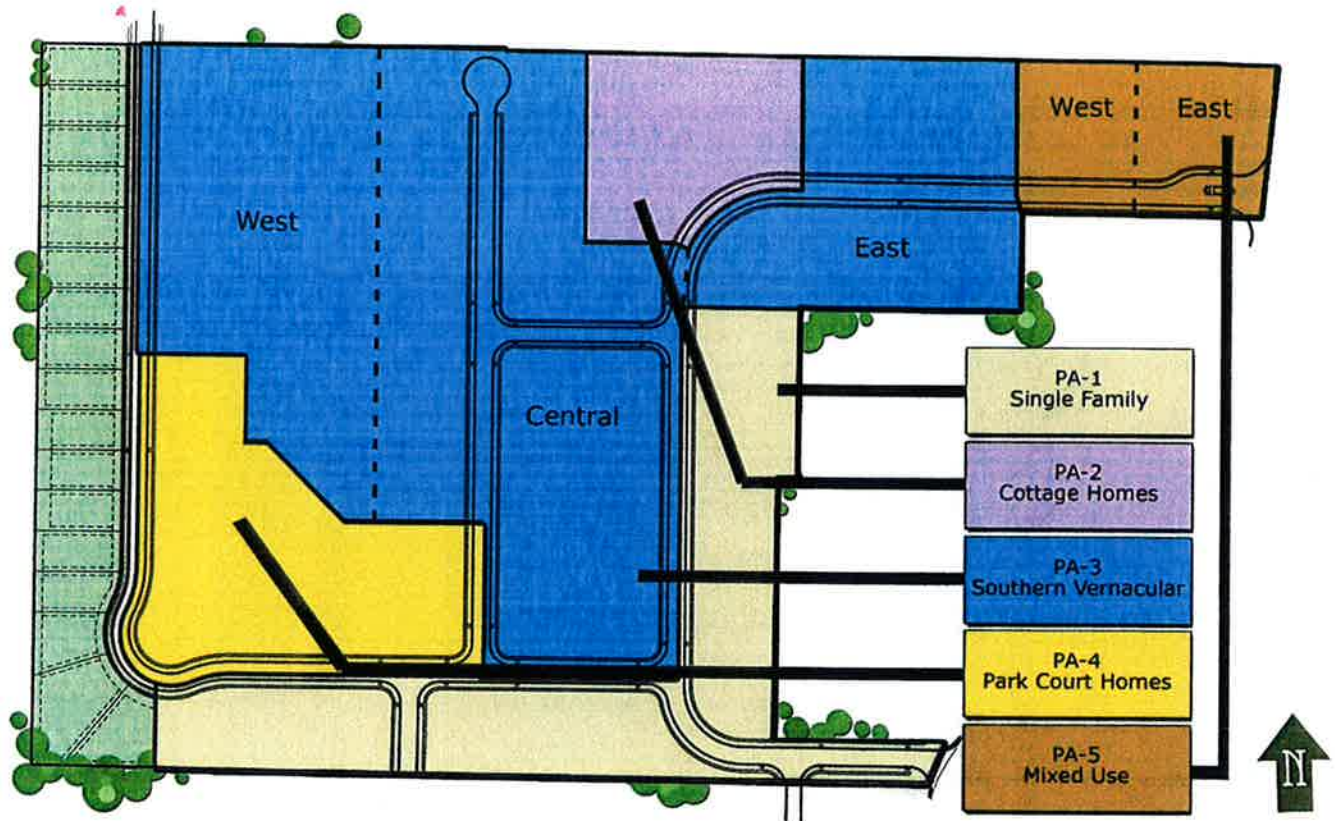 West
East
West
East
Central
PA-1
Single Family
PA-2
Cottage Homes
PA-3
Southern Vernacular
PA-4
Park Court Homes
PA-5
Mixed Use
N